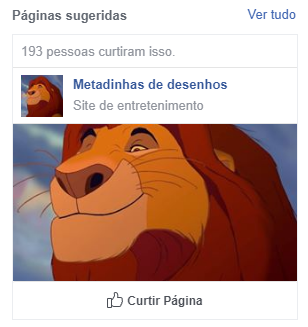 Páginas sugeridas Ver tudo
193 pessoas curtiram isso.
Metadinhas de desenhos
Site de entretenimento
Curtir Página